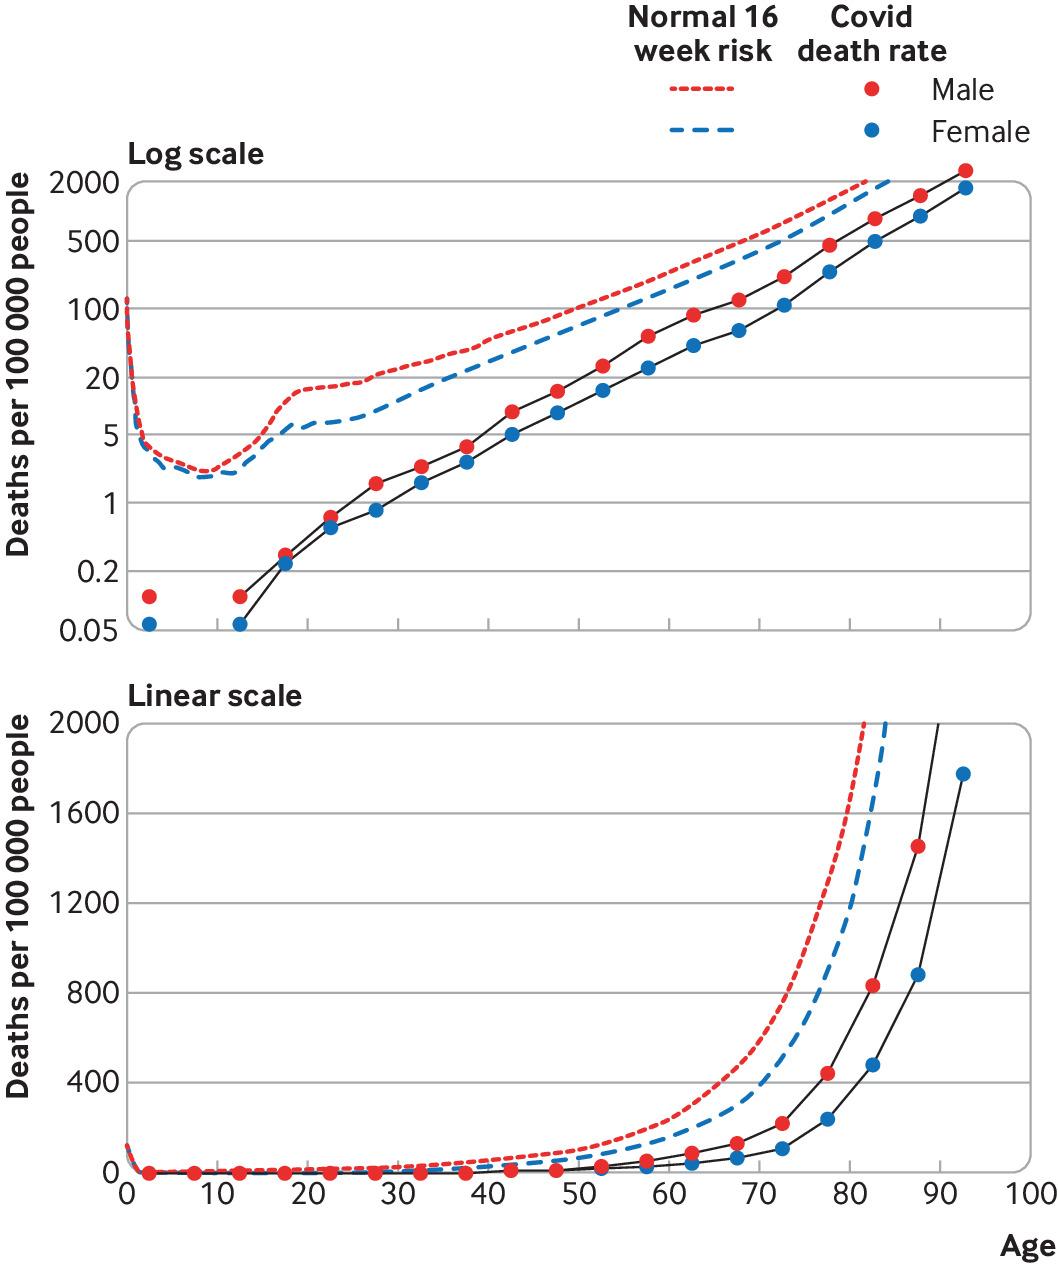 Normal 16 Covid
week risk death rate
Male
Female
Log scale
Deaths per 100 000 people
2000
500
100
20
5
1
0.2
0.05
Linear scale
Deaths per 100 000 people
2000
1600
1200
800
400
0
0 10 20 30 40 50 60 70 80 90 100
Age